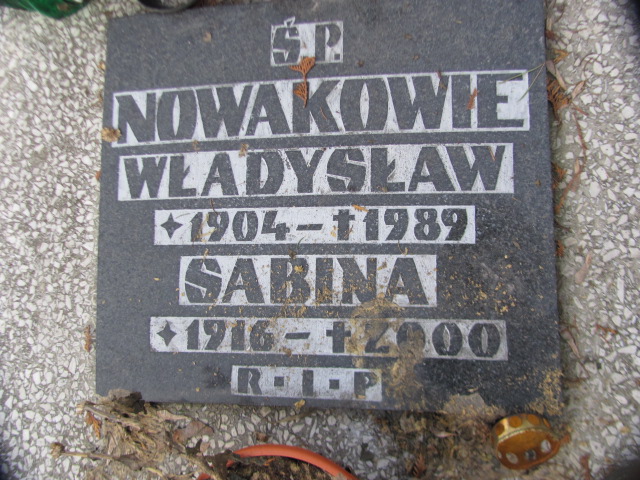 Ś.P.
NOWAKOWIE
WŁADYSŁAW
✦1904–✝1989
SABINA
✦1916–✝2000
R·I·P